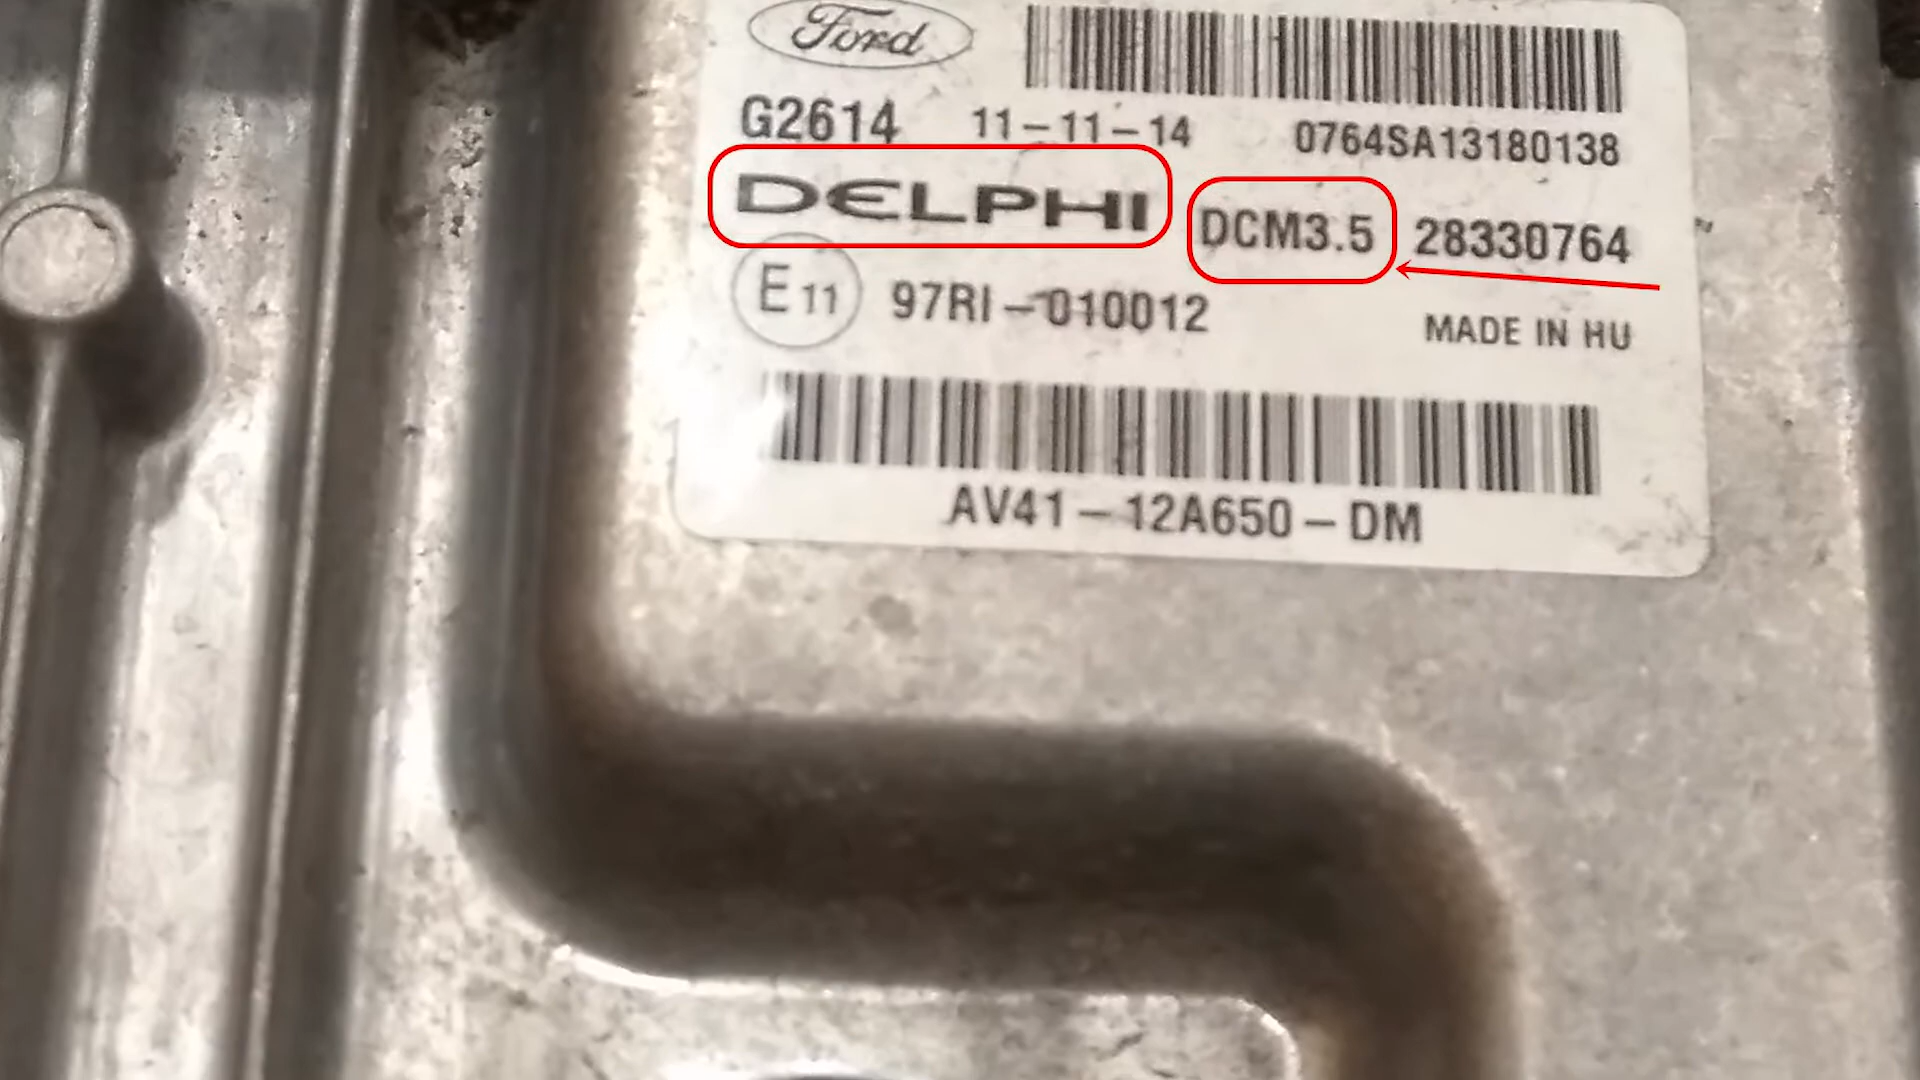 Ford
G2614 11-11-14 0764SA13180138
DELPHI DCM3.5 28330764
E11 97RI-010012 MADE IN HU
AV41-12A650-DM